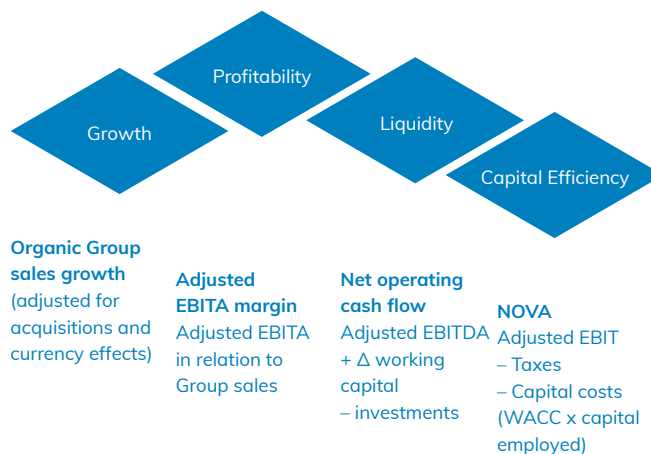 Profitability
Growth
Liquidity
Capital Efficiency
Organic Group
sales growth
(adjusted for
acquisitions and
currency effects)
Adjusted
EBITA margin
Adjusted EBITA
in relation to
Group sales
Net operating
cash flow
Adjusted EBITDA
+ Δ working
capital
– investments
NOVA
Adjusted EBIT
– Taxes
– Capital costs
(WACC x capital
employed)